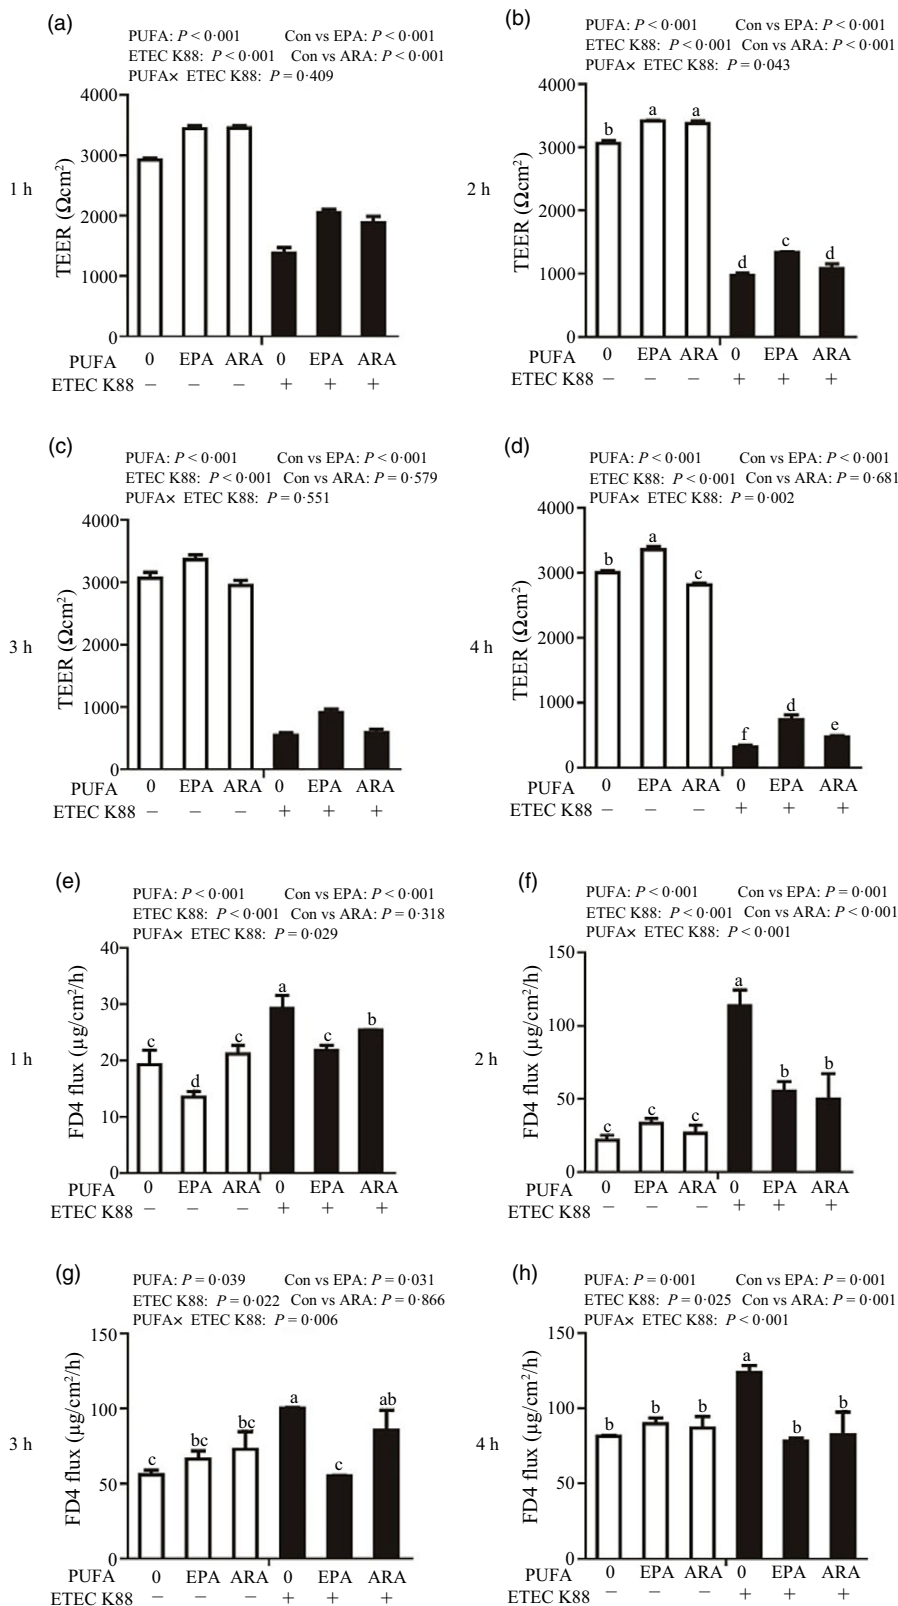 (a)
PUFA: P < 0·001 Con vs EPA: P < 0·001
ETEC K88: P < 0·001 Con vs ARA: P < 0·001
PUFA× ETEC K88: P = 0·409
1 h
TEER (Ωcm²)
4000
3000
2000
1000
0
PUFA 0 EPA ARA 0 EPA ARA
ETEC K88 − − − + + +
(b)
PUFA: P < 0·001 Con vs EPA: P < 0·001
ETEC K88: P < 0·001 Con vs ARA: P < 0·001
PUFA× ETEC K88: P = 0·043
2 h
TEER (Ωcm²)
4000
3000
2000
1000
0
b a a d c d
PUFA 0 EPA ARA 0 EPA ARA
ETEC K88 − − − + + +
(c)
PUFA: P < 0·001 Con vs EPA: P < 0·001
ETEC K88: P < 0·001 Con vs ARA: P = 0·579
PUFA× ETEC K88: P = 0·551
3 h
TEER (Ωcm²)
4000
3000
2000
1000
0
PUFA 0 EPA ARA 0 EPA ARA
ETEC K88 − − − + + +
(d)
PUFA: P < 0·001 Con vs EPA: P < 0·001
ETEC K88: P < 0·001 Con vs ARA: P = 0·681
PUFA× ETEC K88: P = 0·002
4 h
TEER (Ωcm²)
4000
3000
2000
1000
0
b a c f d e
PUFA 0 EPA ARA 0 EPA ARA
ETEC K88 − − − + + +
(e)
PUFA: P < 0·001 Con vs EPA: P < 0·001
ETEC K88: P < 0·001 Con vs ARA: P = 0·318
PUFA× ETEC K88: P = 0·029
1 h
FD4 flux (µg/cm²/h)
40
30
20
10
0
c d c a c b
PUFA 0 EPA ARA 0 EPA ARA
ETEC K88 − − − + + +
(f)
PUFA: P < 0·001 Con vs EPA: P = 0·001
ETEC K88: P < 0·001 Con vs ARA: P < 0·001
PUFA× ETEC K88: P < 0·001
2 h
FD4 flux (µg/cm²/h)
150
100
50
0
c c c a b b
PUFA 0 EPA ARA 0 EPA ARA
ETEC K88 − − − + + +
(g)
PUFA: P = 0·039 Con vs EPA: P = 0·031
ETEC K88: P = 0·022 Con vs ARA: P = 0·866
PUFA× ETEC K88: P = 0·006
3 h
FD4 flux (µg/cm²/h)
150
100
50
0
c bc bc a c ab
PUFA 0 EPA ARA 0 EPA ARA
ETEC K88 − − − + + +
(h)
PUFA: P = 0·001 Con vs EPA: P = 0·001
ETEC K88: P = 0·025 Con vs ARA: P = 0·001
PUFA× ETEC K88: P < 0·001
4 h
FD4 flux (µg/cm²/h)
150
100
50
0
b b b a b b
PUFA 0 EPA ARA 0 EPA ARA
ETEC K88 − − − + + +